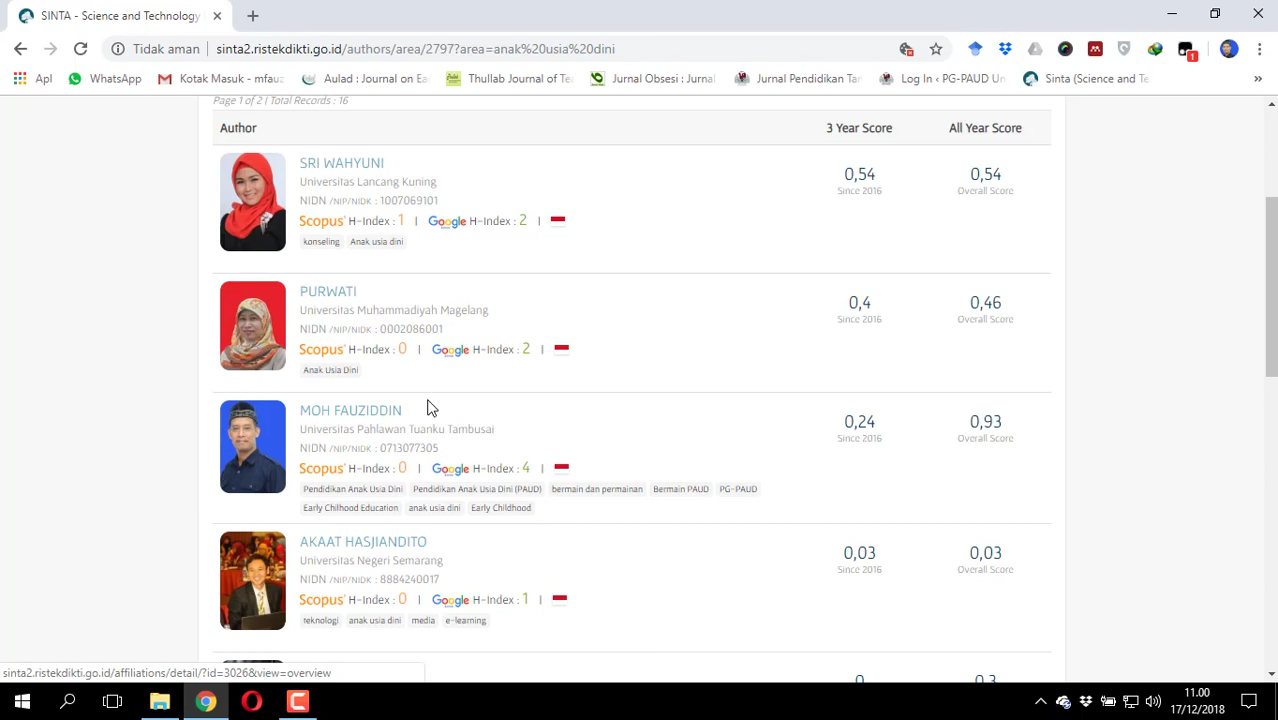 SINTA - Science and Technology
Tidak aman | sinta2.ristekdikti.go.id/authors/area/2797?area=anak%20usia%20dini
1
Apl WhatsApp Kotak Masuk - mfauz Aulad : Journal on Ea Thullab Journal of Te Jurnal Obsesi : Jurnal Jurnal Pendidikan Tan Log In ‹ PG-PAUD Un Sinta (Science and Te »
Page 1 of 2 | Total Records : 16
Author 3 Year Score All Year Score
SRI WAHYUNI
Universitas Lancang Kuning
NIDN /NIP/NIDK : 1007069101
Scopus H-Index : 1 | Google H-Index : 2 |
konseling Anak usia dini
0,54 0,54
Since 2016 Overall Score
PURWATI
Universitas Muhammadiyah Magelang
NIDN /NIP/NIDK : 0002086001
Scopus H-Index : 0 | Google H-Index : 2 |
Anak Usia Dini
0,4 0,46
Since 2016 Overall Score
MOH FAUZIDDIN
Universitas Pahlawan Tuanku Tambusai
NIDN /NIP/NIDK : 0713077305
Scopus H-Index : 0 | Google H-Index : 4 |
Pendidikan Anak Usia Dini Pendidikan Anak Usia Dini (PAUD) bermain dan permainan Bermain PAUD PG-PAUD
Early Chilhood Education anak usia dini Early Childhood
0,24 0,93
Since 2016 Overall Score
AKAAT HASJIANDITO
Universitas Negeri Semarang
NIDN /NIP/NIDK : 8884240017
Scopus H-Index : 0 | Google H-Index : 1 |
teknologi anak usia dini media e-learning
0,03 0,03
Since 2016 Overall Score
0 0,3
sinta2.ristekdikti.go.id/affiliations/detail/?id=3026&view=overview
11.00
17/12/2018